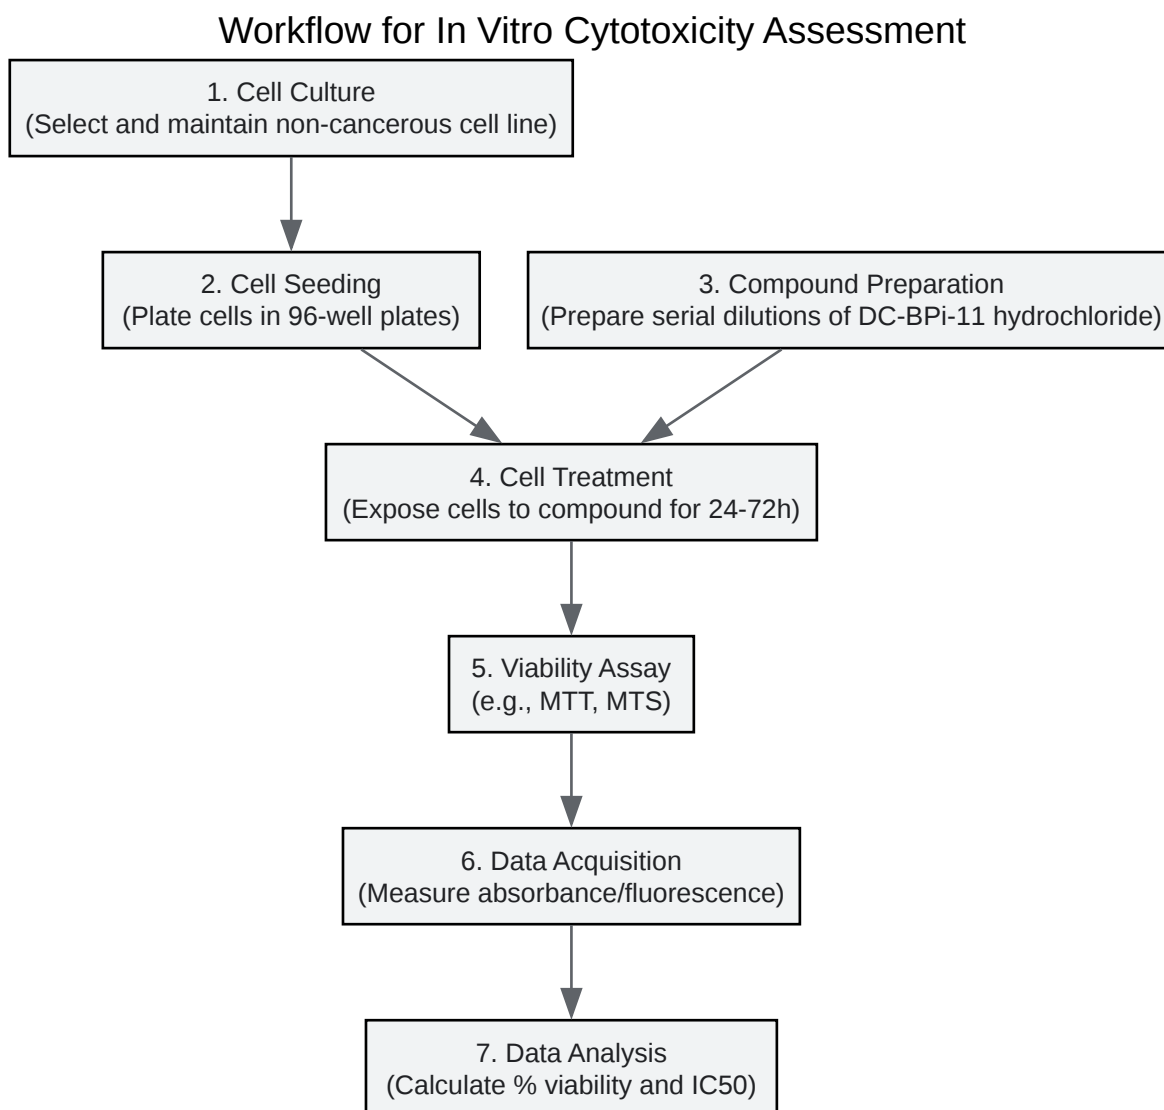 Workflow for In Vitro Cytotoxicity Assessment
1. Cell Culture
(Select and maintain non-cancerous cell line)
2. Cell Seeding
(Plate cells in 96-well plates)
3. Compound Preparation
(Prepare serial dilutions of DC-BPi-11 hydrochloride)
4. Cell Treatment
(Expose cells to compound for 24-72h)
5. Viability Assay
(e.g., MTT, MTS)
6. Data Acquisition
(Measure absorbance/fluorescence)
7. Data Analysis
(Calculate % viability and IC50)